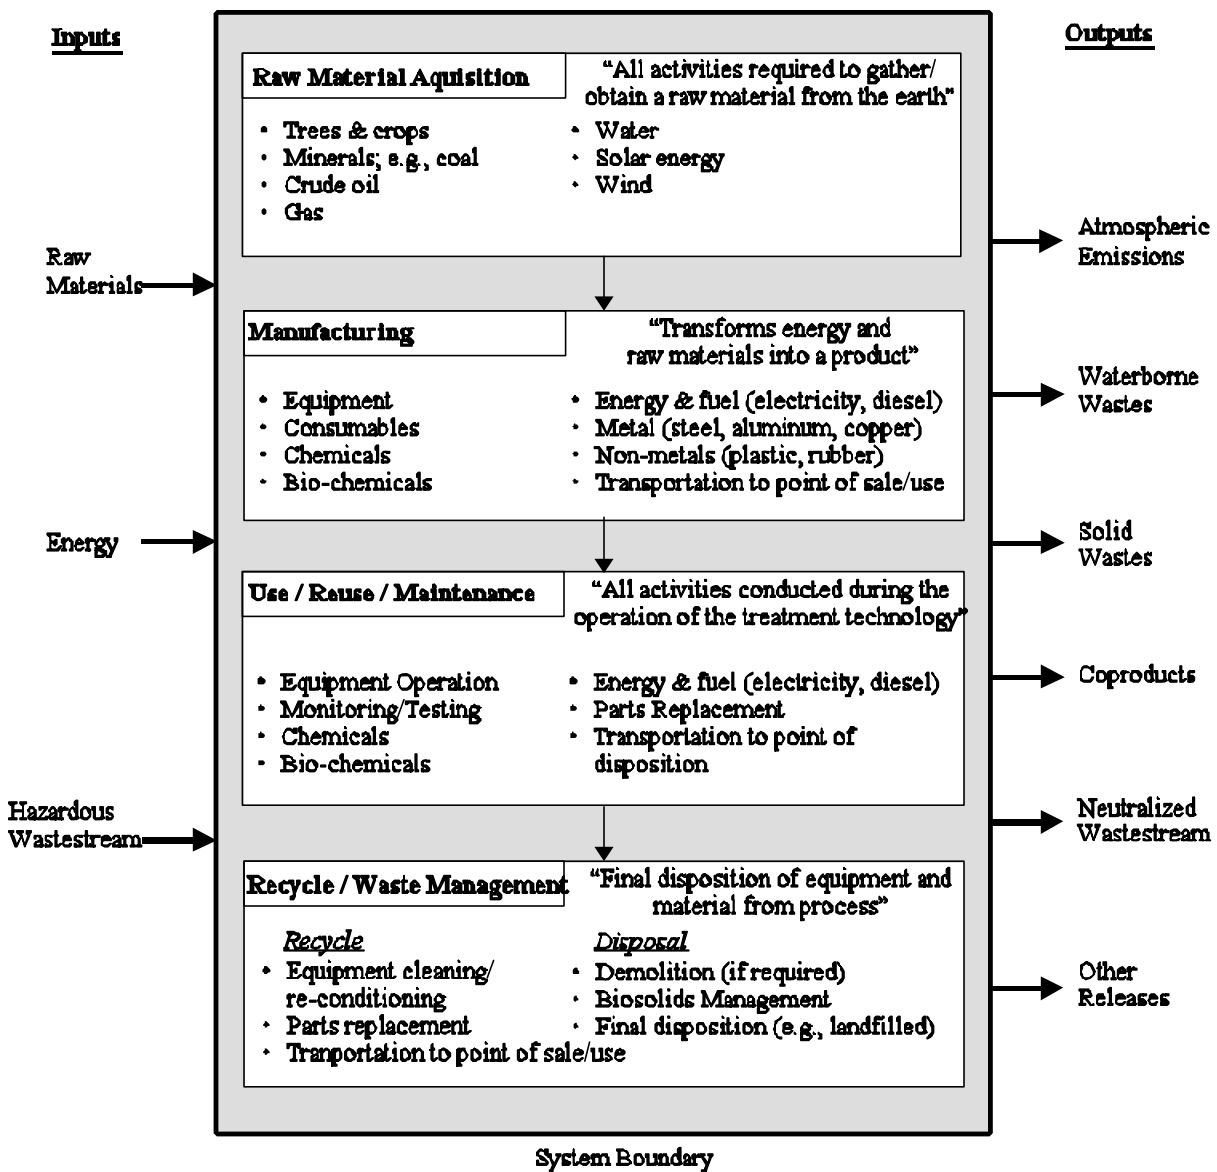 Inputs
Outputs
Raw Material Aquisition
“All activities required to gather/
obtain a raw material from the earth”
• Trees & crops
• Minerals; e.g., coal
• Crude oil
• Gas
• Water
• Solar energy
• Wind
Raw
Materials
Atmospheric
Emissions
Manufacturing
“Transforms energy and
raw materials into a product”
• Equipment
• Consumables
• Chemicals
• Bio-chemicals
• Energy & fuel (electricity, diesel)
• Metal (steel, aluminum, copper)
• Non-metals (plastic, rubber)
• Transportation to point of sale/use
Waterborne
Wastes
Energy
Solid
Wastes
Use / Reuse / Maintenance
“All activities conducted during the
operation of the treatment technology”
• Equipment Operation
• Monitoring/Testing
• Chemicals
• Bio-chemicals
• Energy & fuel (electricity, diesel)
• Parts Replacement
• Transportation to point of
disposition
Coproducts
Hazardous
Wastestream
Neutralized
Wastestream
Recycle / Waste Management
“Final disposition of equipment and
material from process”
Recycle
• Equipment cleaning/
re-conditioning
• Parts replacement
• Tranportation to point of sale/use
Disposal
• Demolition (if required)
• Biosolids Management
• Final disposition (e.g., landfilled)
Other
Releases
System Boundary